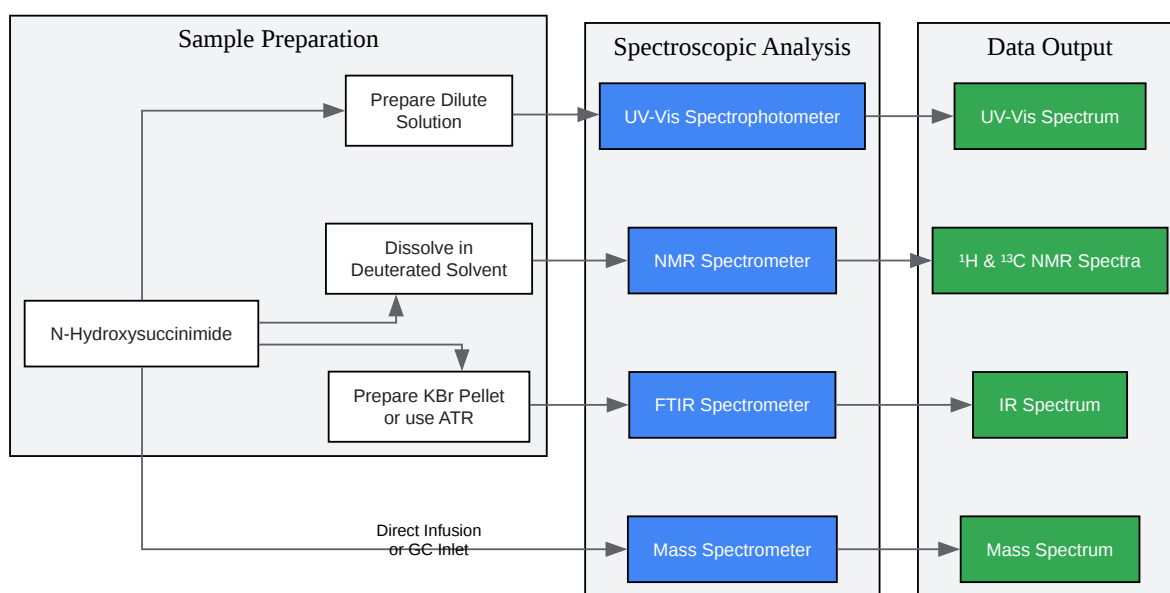 Sample Preparation
Spectroscopic Analysis
Data Output
Prepare Dilute
Solution
UV-Vis Spectrophotometer
UV-Vis Spectrum
Dissolve in
Deuterated Solvent
NMR Spectrometer
¹H & ¹³C NMR Spectra
N-Hydroxysuccinimide
Prepare KBr Pellet
or use ATR
FTIR Spectrometer
IR Spectrum
Direct Infusion
or GC Inlet
Mass Spectrometer
Mass Spectrum